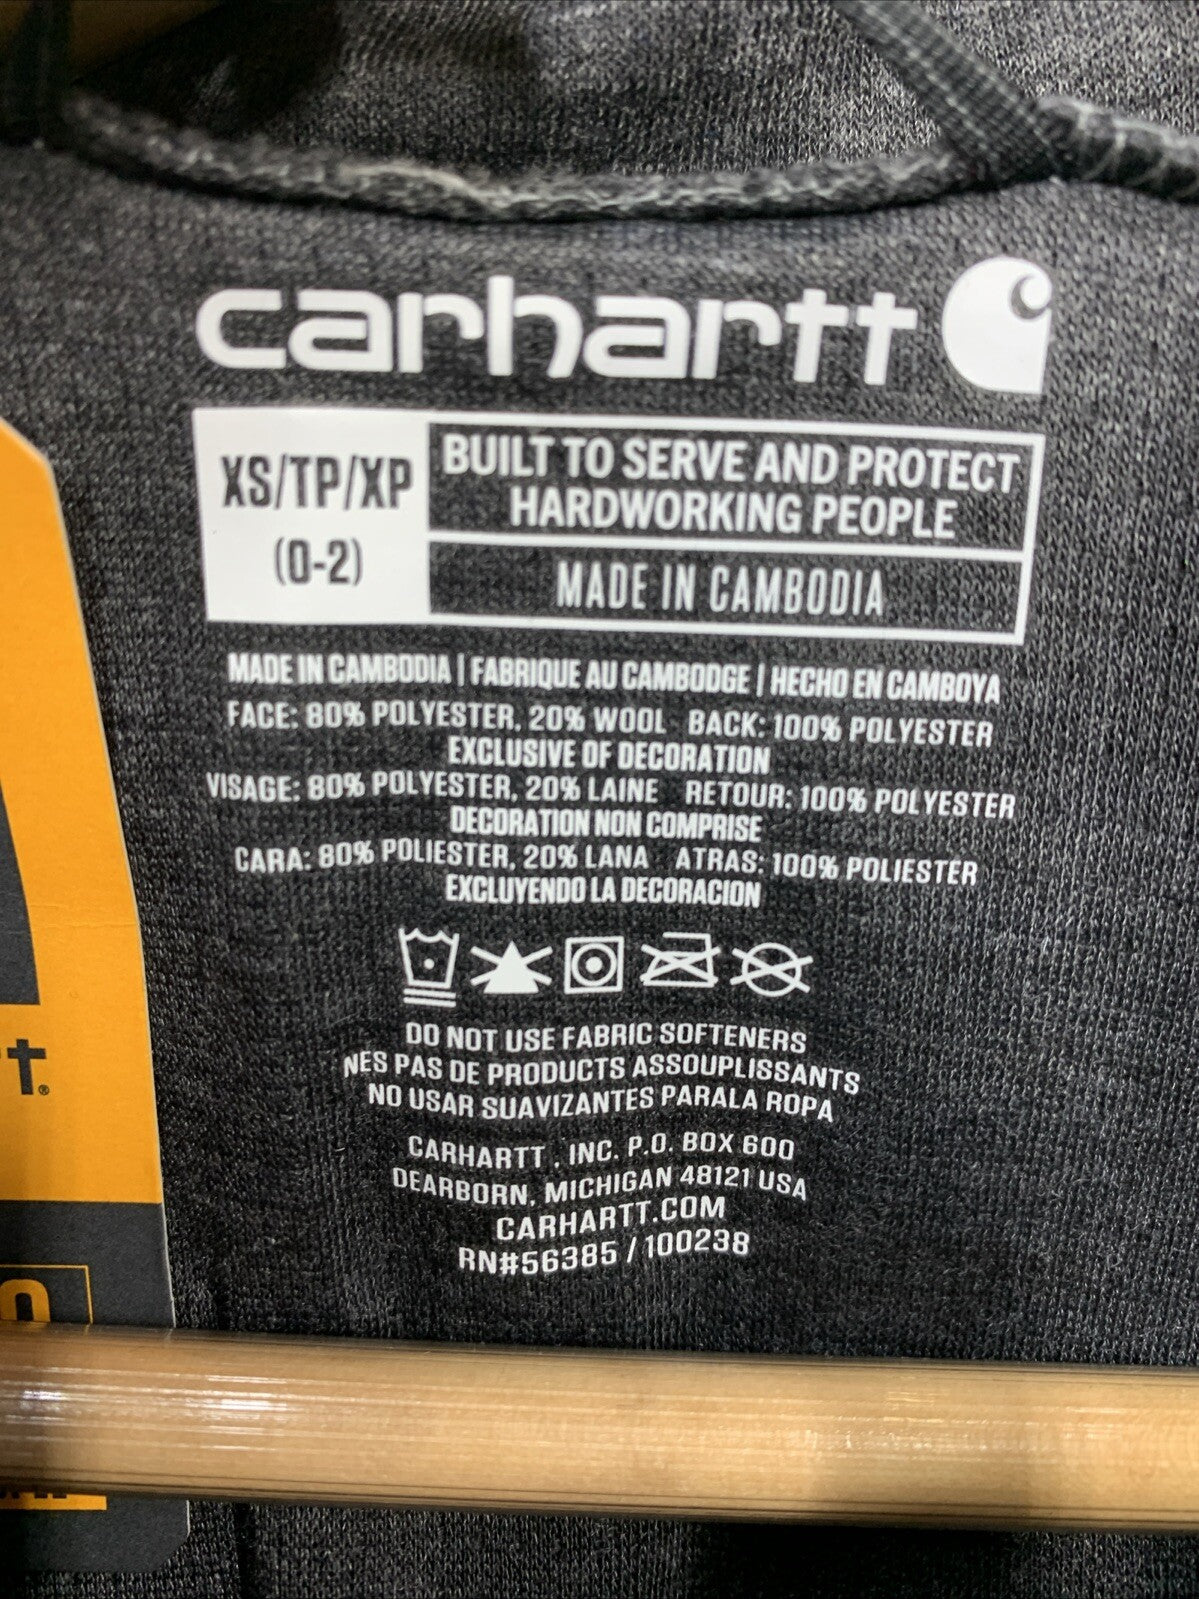 carhartt
XS/TP/XP
(0-2)
BUILT TO SERVE AND PROTECT
HARDWORKING PEOPLE
MADE IN CAMBODIA
MADE IN CAMBODIA | FABRIQUE AU CAMBODGE | HECHO EN CAMBOYA
FACE: 80% POLYESTER, 20% WOOL BACK: 100% POLYESTER
EXCLUSIVE OF DECORATION
VISAGE: 80% POLYESTER, 20% LAINE RETOUR: 100% POLYESTER
DECORATION NON COMPRISE
CARA: 80% POLIESTER, 20% LANA ATRAS: 100% POLIESTER
EXCLUYENDO LA DECORACION
DO NOT USE FABRIC SOFTENERS
NES PAS DE PRODUCTS ASSOUPLISSANTS
NO USAR SUAVIZANTES PARALA ROPA
CARHARTT , INC. P.O. BOX 600
DEARBORN, MICHIGAN 48121 USA
CARHARTT.COM
RN#56385 / 100238